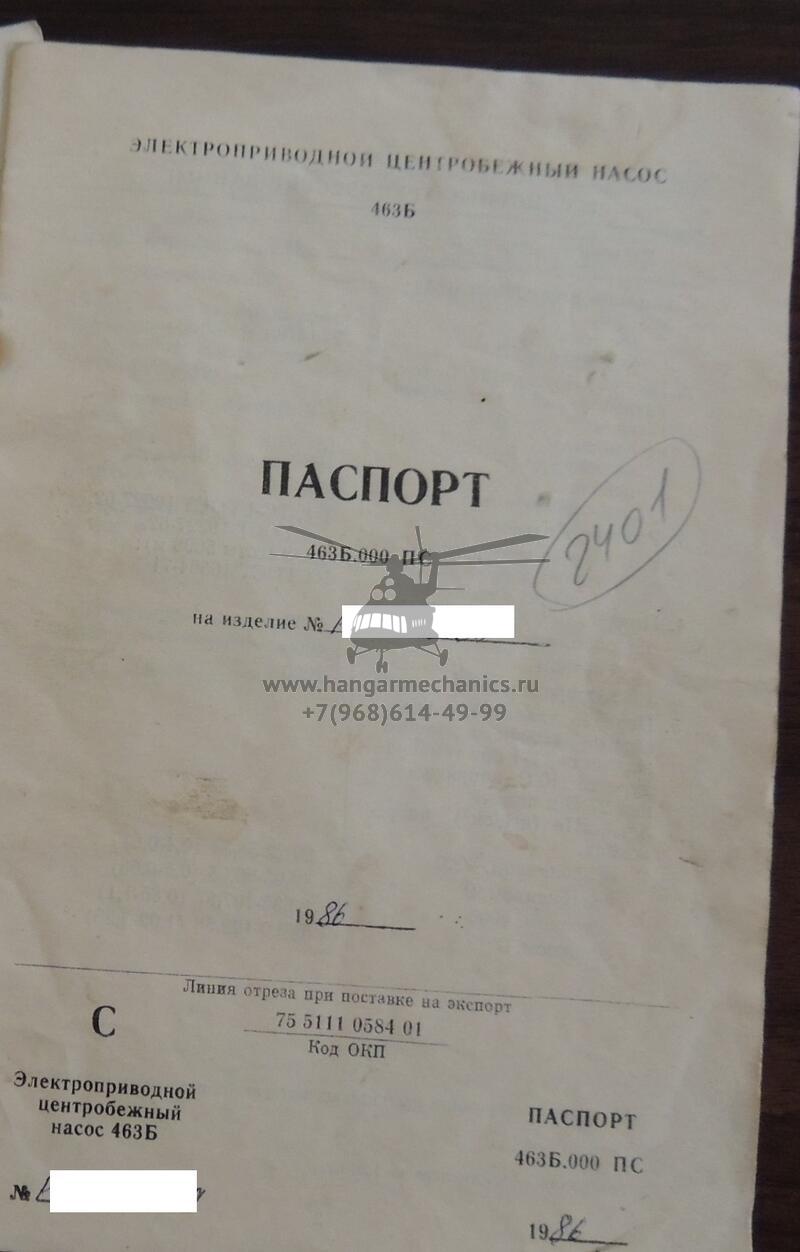 ЭЛЕКТРОПРИВОДНОЙ ЦЕНТРОБЕЖНЫЙ НАСОС
463Б
ПАСПОРТ
2401
463Б.000 ПС
на изделие №
www.hangarmechanics.ru
+7(968)614-49-99
1986
Линия отреза при поставке на экспорт
75 5111 0584 01
Код ОКП
С
Электроприводной
центробежный
насос 463Б
ПАСПОРТ
463Б.000 ПС
№
1986